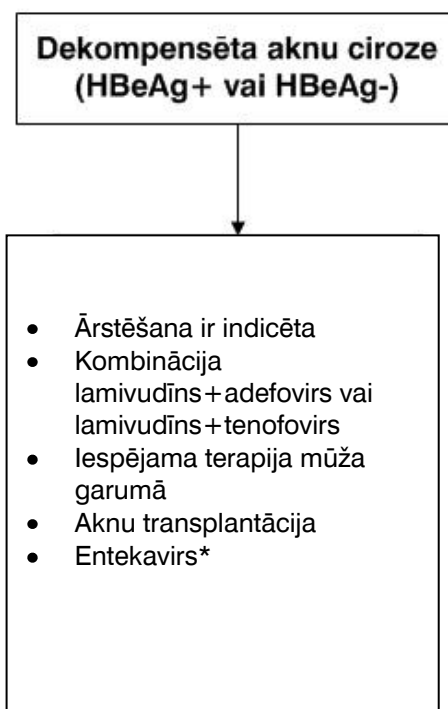 Dekompensēta aknu ciroze
(HBeAg+ vai HBeAg-)
• Ārstēšana ir indicēta
• Kombinācija
lamivudīns+adefovirs vai
lamivudīns+tenofovirs
• Iespējama terapija mūža
garumā
• Aknu transplantācija
• Entekavirs*